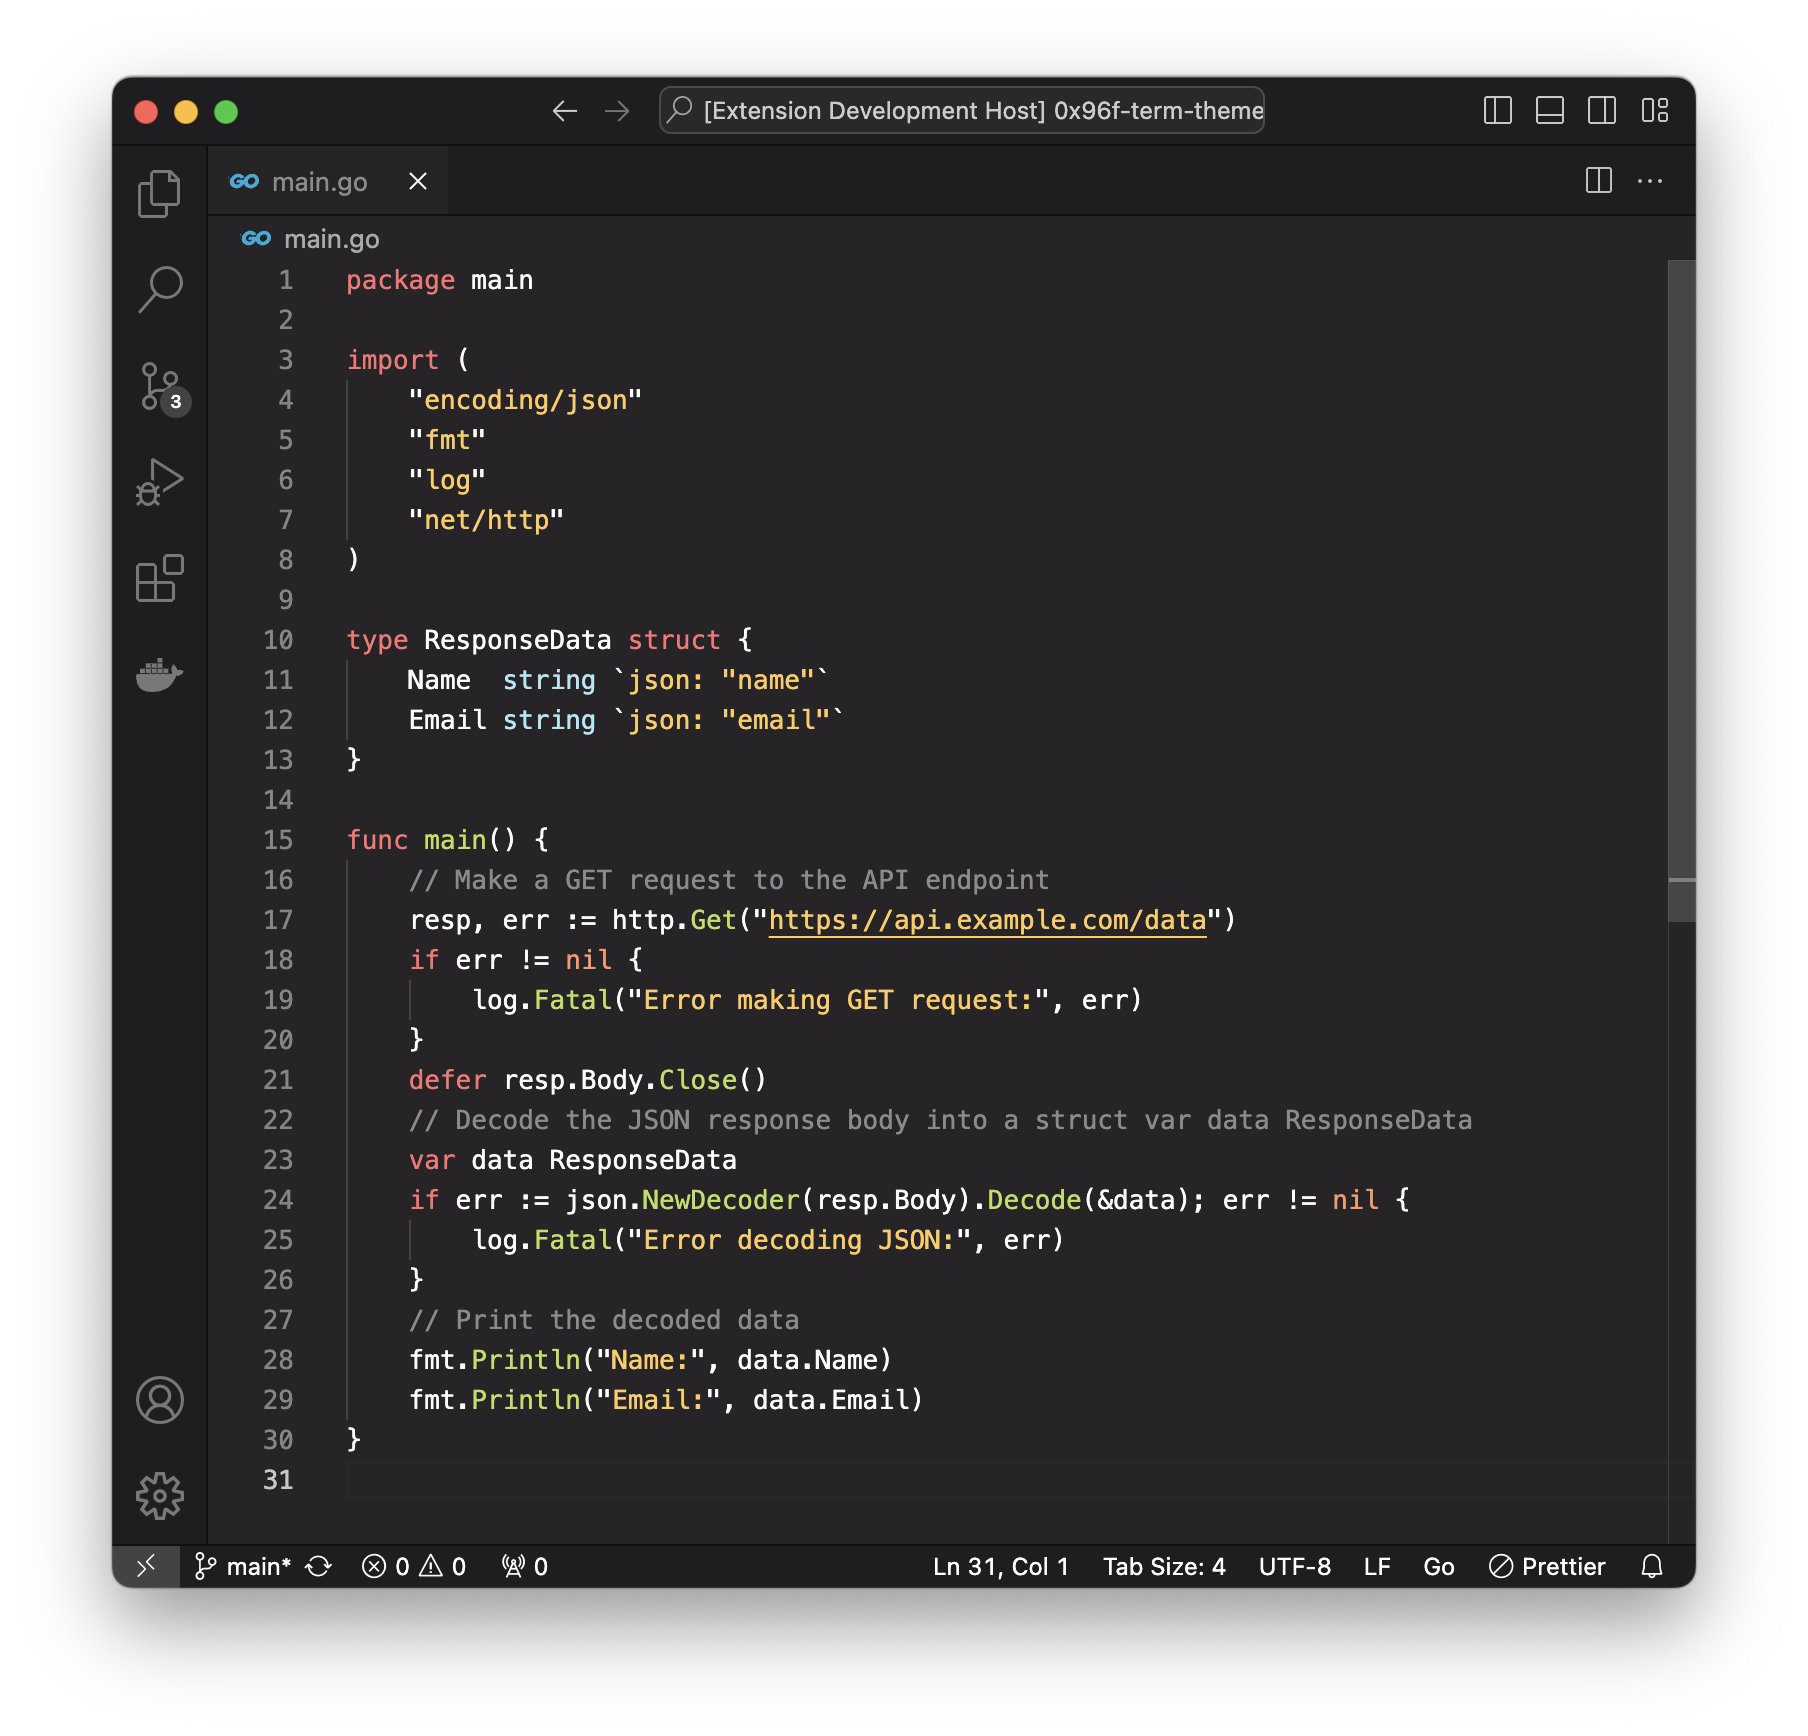 [Extension Development Host] 0x96f-term-theme
GO main.go
GO main.go
1 package main
2
3 import (
4     "encoding/json"
5     "fmt"
6     "log"
7     "net/http"
8 )
9
10 type ResponseData struct {
11     Name  string `json: "name"`
12     Email string `json: "email"`
13 }
14
15 func main() {
16     // Make a GET request to the API endpoint
17     resp, err := http.Get("https://api.example.com/data")
18     if err != nil {
19         log.Fatal("Error making GET request:", err)
20     }
21     defer resp.Body.Close()
22     // Decode the JSON response body into a struct var data ResponseData
23     var data ResponseData
24     if err := json.NewDecoder(resp.Body).Decode(&data); err != nil {
25         log.Fatal("Error decoding JSON:", err)
26     }
27     // Print the decoded data
28     fmt.Println("Name:", data.Name)
29     fmt.Println("Email:", data.Email)
30 }
31
3
main* 0 0 0 Ln 31, Col 1 Tab Size: 4 UTF-8 LF Go Prettier